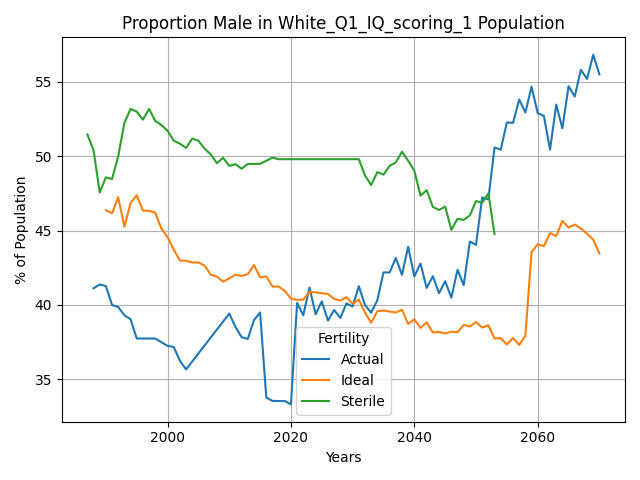 Proportion Male in White_Q1_IQ_scoring_1 Population
% of Population
55
50
45
40
35
Fertility
Actual
Ideal
Sterile
2000
2020
2040
2060
Years